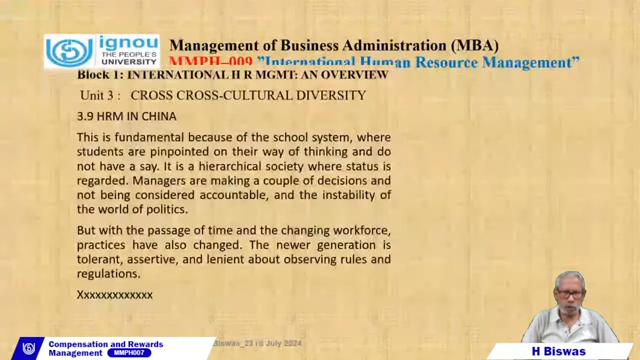 ignou
THE PEOPLE'S
UNIVERSITY
Management of Business Administration (MBA)
MMPH–009 ”International Human Resource Management”
Block 1: INTERNATIONAL H R MGMT: AN OVERVIEW
Unit 3 : CROSS CROSS-CULTURAL DIVERSITY
3.9 HRM IN CHINA
This is fundamental because of the school system, where
students are pinpointed on their way of thinking and do
not have a say. It is a hierarchical society where status is
regarded. Managers are making a couple of decisions and
not being considered accountable, and the instability of
the world of politics.
But with the passage of time and the changing workforce,
practices have also changed. The newer generation is
tolerant, assertive, and lenient about observing rules and
regulations.
Xxxxxxxxxxxxx
Biswas_23 rd July 2024
Compensation and Rewards
Management MMPH007
H Biswas